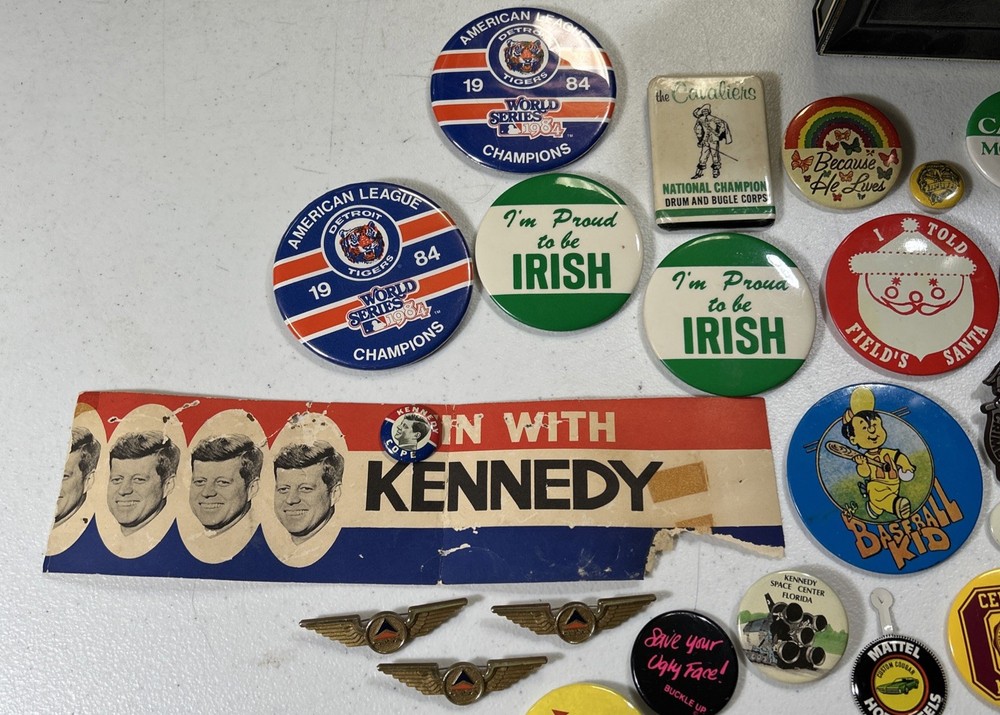 AMERICAN LEAGUE
DETROIT
TIGERS
19 84
WORLD
SERIES
1984
CHAMPIONS
AMERICAN LEAGUE
DETROIT
TIGERS
19 84
WORLD
SERIES
1984
CHAMPIONS
I'm Proud
to be
IRISH
I'm Proud
to be
IRISH
the Cavaliers
NATIONAL CHAMPION
DRUM AND BUGLE CORPS
Because
He Lives
I TOLD
FIELD'S SANTA
IN WITH
KENNEDY
KENNEDY
COPE
BASEBALL
KID
KENNEDY
SPACE CENTER
FLORIDA
Save your
Ugly Face!
BUCKLE UP
MATTEL
CUSTOM COUGAR